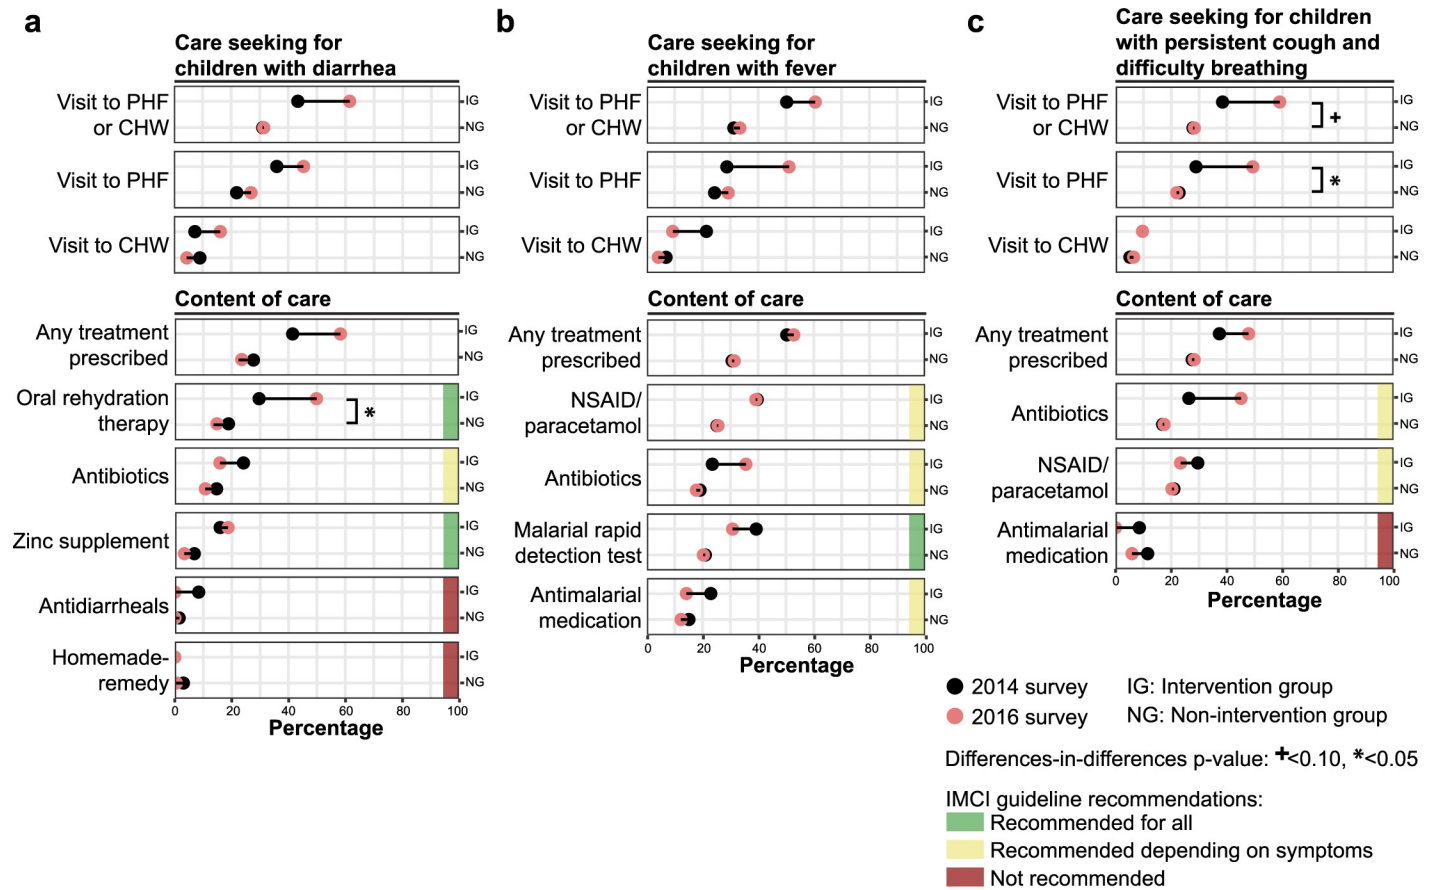 a
Care seeking for
children with diarrhea
Visit to PHF
or CHW
IG
NG
Visit to PHF
IG
NG
Visit to CHW
IG
NG
Content of care
Any treatment
prescribed
IG
NG
Oral rehydration
therapy
IG
NG
*
Antibiotics
IG
NG
Zinc supplement
IG
NG
Antidiarrheals
IG
NG
Homemade-
remedy
IG
NG
0 20 40 60 80 100
Percentage
b
Care seeking for
children with fever
Visit to PHF
or CHW
IG
NG
Visit to PHF
IG
NG
Visit to CHW
IG
NG
Content of care
Any treatment
prescribed
IG
NG
NSAID/
paracetamol
IG
NG
Antibiotics
IG
NG
Malarial rapid
detection test
IG
NG
Antimalarial
medication
IG
NG
0 20 40 60 80 100
Percentage
c
Care seeking for children
with persistent cough and
difficulty breathing
Visit to PHF
or CHW
IG
NG
+
Visit to PHF
IG
NG
*
Visit to CHW
IG
NG
Content of care
Any treatment
prescribed
IG
NG
Antibiotics
IG
NG
NSAID/
paracetamol
IG
NG
Antimalarial
medication
IG
NG
0 20 40 60 80 100
Percentage
2014 survey
2016 survey
IG: Intervention group
NG: Non-intervention group
Differences-in-differences p-value: +<0.10, *<0.05
IMCI guideline recommendations:
Recommended for all
Recommended depending on symptoms
Not recommended